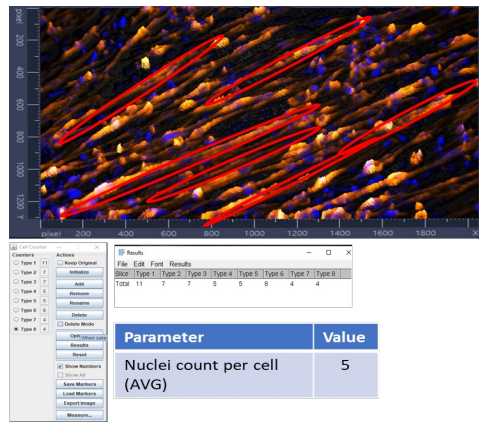 pixel
200
400
600
800
1000
1200
Y
pixel 200 400 600 800 1000 1200 1400 1600 1800 X
Cell Counter
Counters Actions
Type 1 11 Keep Original
Type 2 7 Initialize
Type 3 7 Add
Type 4 5 Remove
Type 5 5 Rename
Type 6 8 Delete
Type 7 4 Delete Mode
Type 8 4 Opti
When
Results
Reset
Show Numbers
Show All
Save Markers
Load Markers
Export Image
Measure...
Results
File Edit Font Results
Slice Type 1 Type 2 Type 3 Type 4 Type 5 Type 6 Type 7 Type 8
Total 11 7 7 5 5 8 4 4
Parameter Value
Nuclei count per cell 5
(AVG)